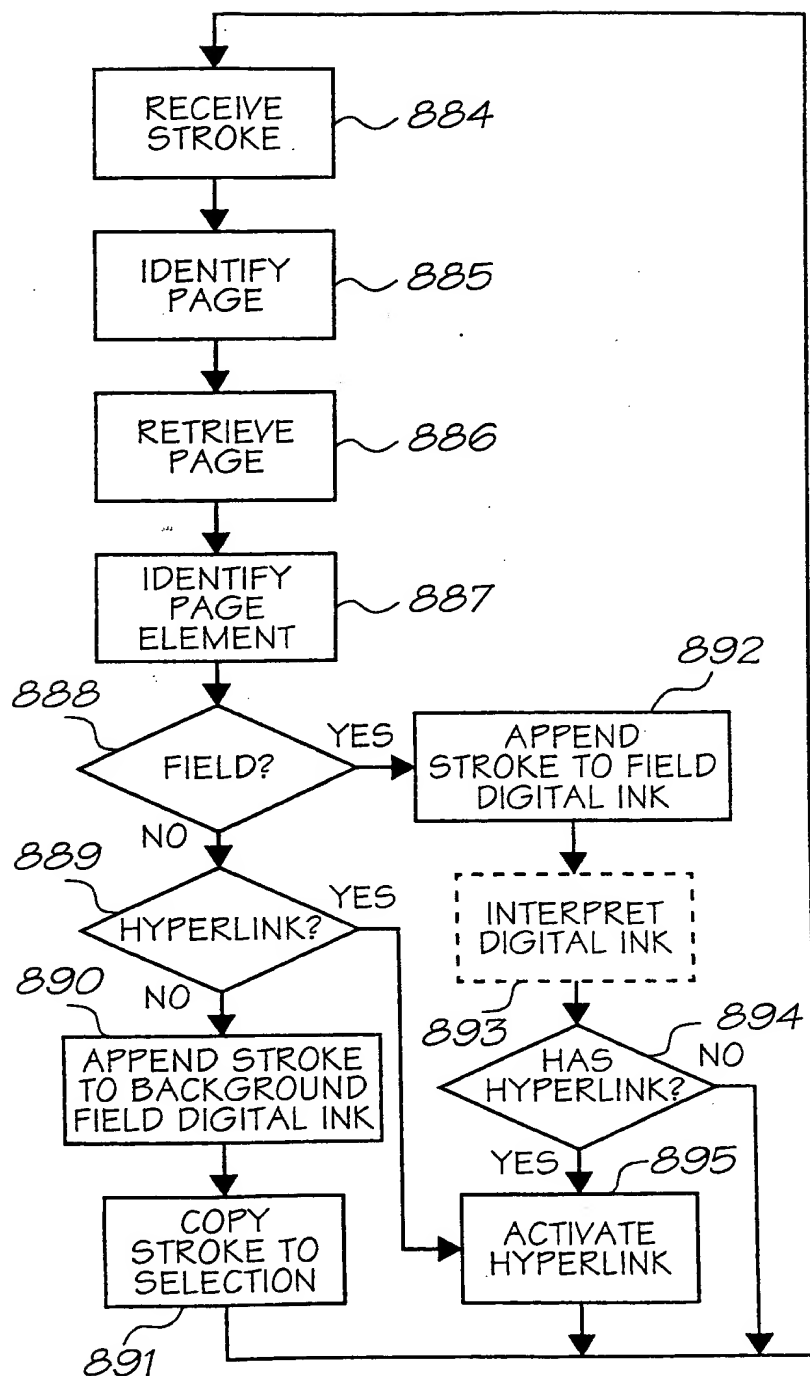 RECEIVE
STROKE
884
IDENTIFY
PAGE
885
RETRIEVE
PAGE
886
IDENTIFY
PAGE
ELEMENT
887
888
FIELD?
YES
NO
892
APPEND
STROKE TO FIELD
DIGITAL INK
889
HYPERLINK?
YES
NO
INTERPRET
DIGITAL INK
893
890
APPEND STROKE
TO BACKGROUND
FIELD DIGITAL INK
894
HAS
HYPERLINK?
NO
YES
895
COPY
STROKE TO
SELECTION
891
ACTIVATE
HYPERLINK